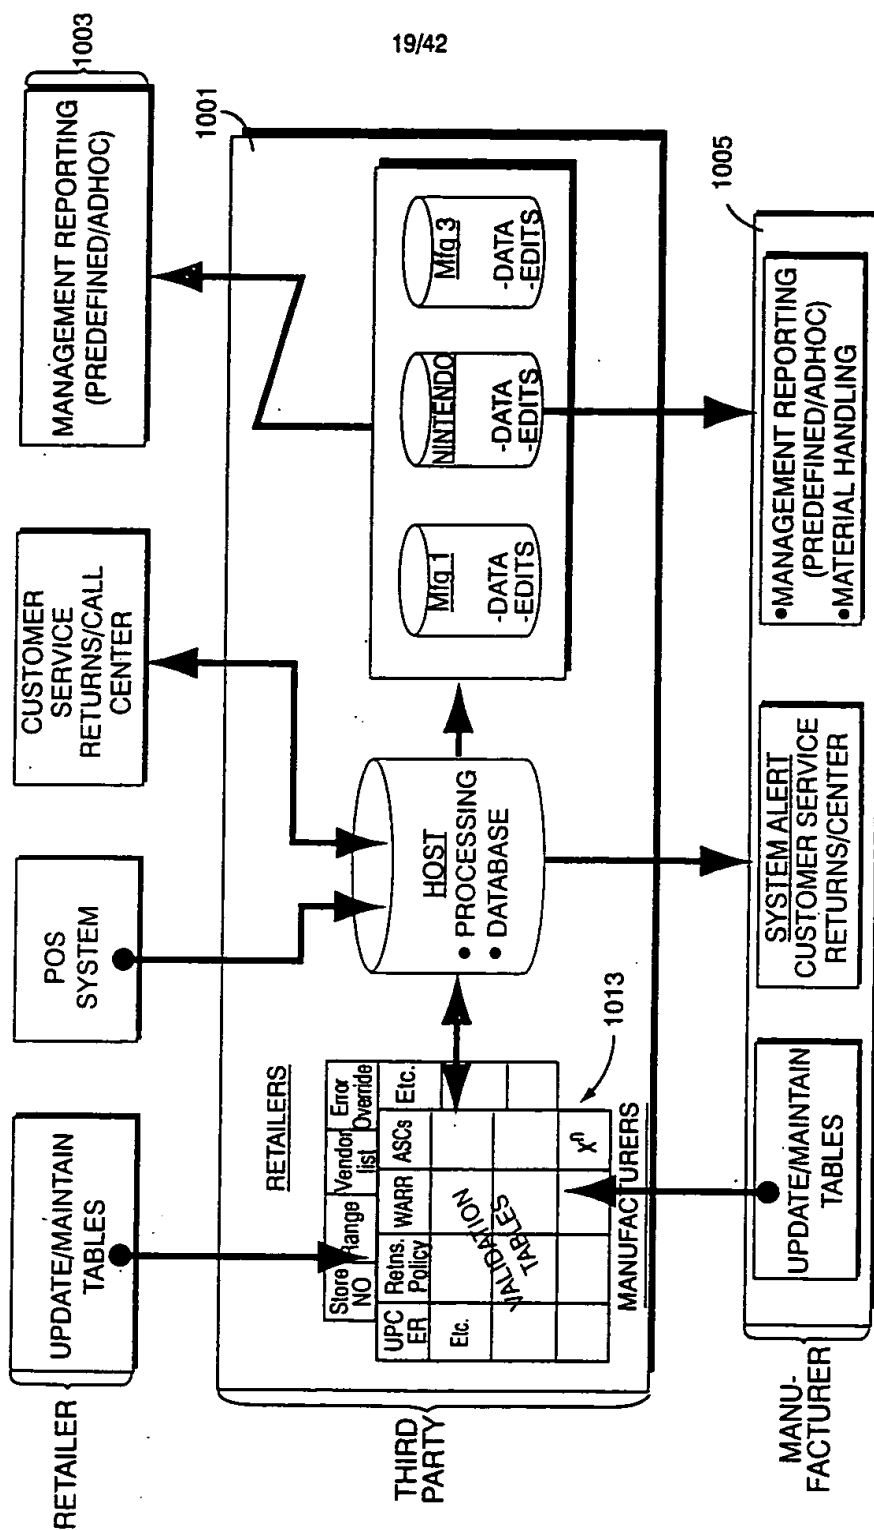 19/42
RETAILER
UPDATE/MAINTAIN
TABLES
POS
SYSTEM
CUSTOMER
SERVICE
RETURNS/CALL
CENTER
MANAGEMENT REPORTING
(PREDEFINED/ADHOC)
1003
THIRD
PARTY
1001
RETAILERS
Store
NO
Range
Vendor
list
Error
Override
UPC
ER
Retns.
Policy
WARR
ASCs
Etc.
Etc.
VALIDATION
TABLES
Xn
MANUFACTURERS
1013
HOST
• PROCESSING
• DATABASE
Mfg 1
-DATA
-EDITS
NINTENDO
-DATA
-EDITS
Mfg 3
-DATA
-EDITS
MANU-
FACTURER
UPDATE/MAINTAIN
TABLES
SYSTEM ALERT
CUSTOMER SERVICE
RETURNS/CENTER
•MANAGEMENT REPORTING
(PREDEFINED/ADHOC)
•MATERIAL HANDLING
1005